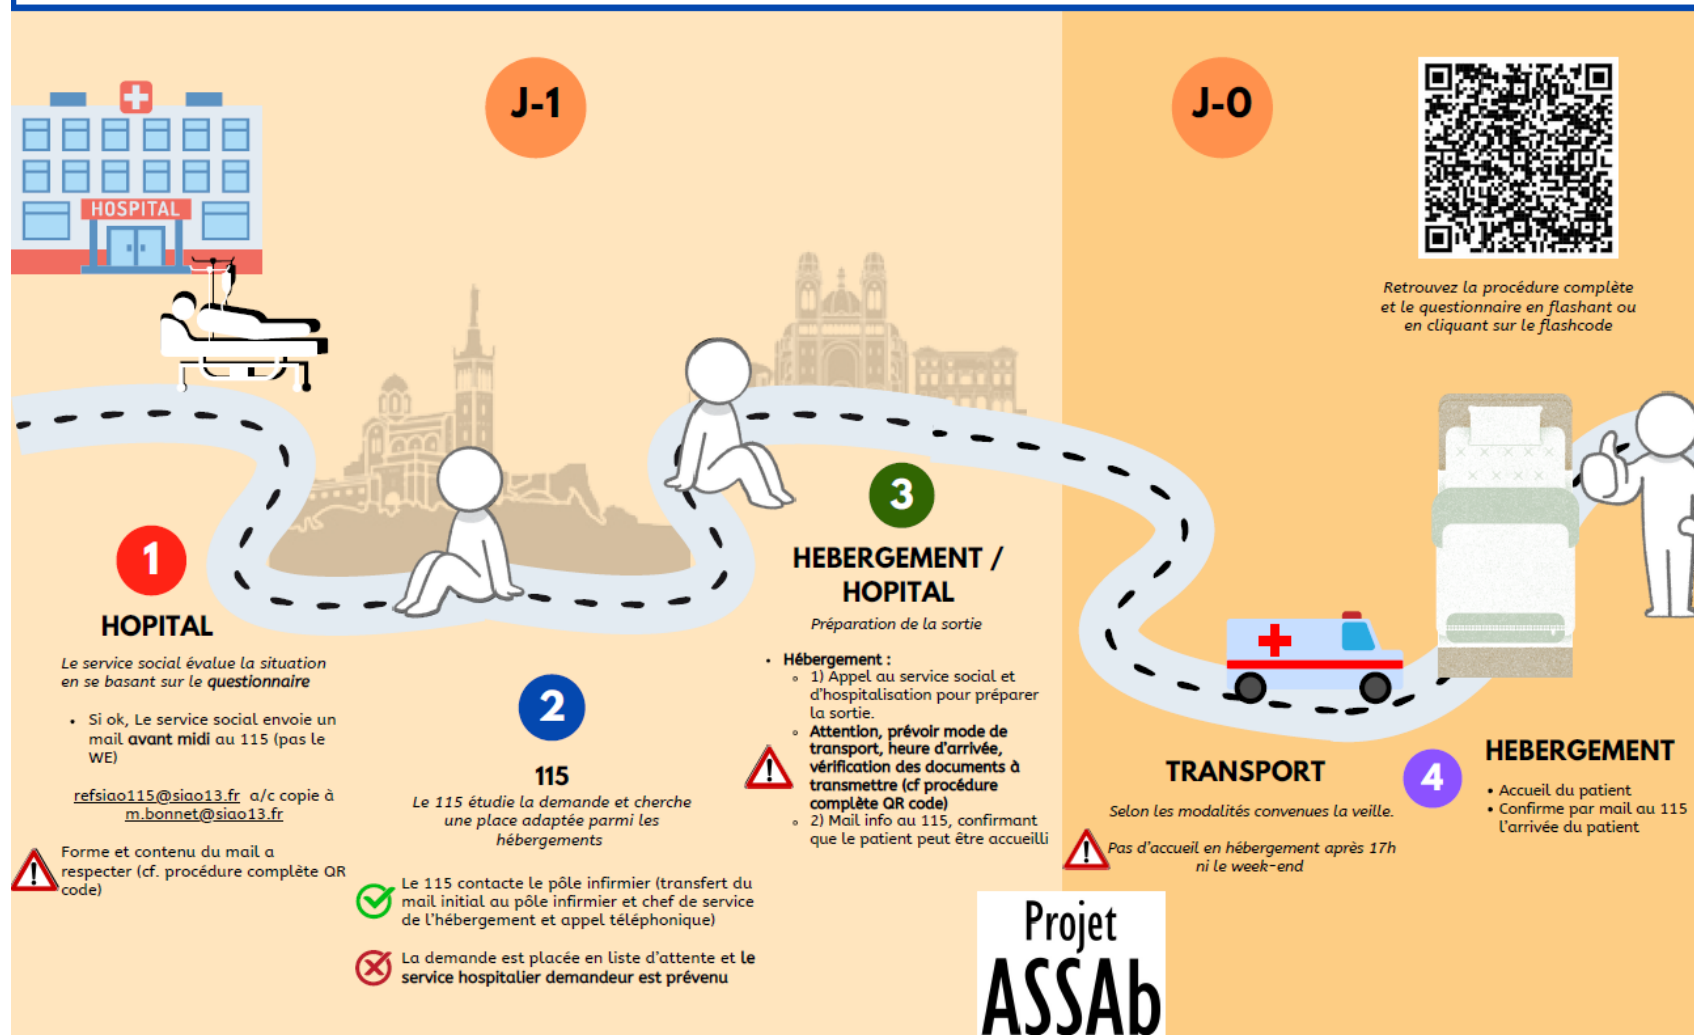 J-1
J-0
HOSPITAL
Retrouvez la procédure complète
et le questionnaire en flashant ou
en cliquant sur le flashcode
1
HOPITAL
Le service social évalue la situation
en se basant sur le questionnaire
• Si ok, Le service social envoie un
mail avant midi au 115 (pas le
WE)
refsiao115@siao13.fr a/c copie à
m.bonnet@siao13.fr
Forme et contenu du mail a
respecter (cf. procédure complète QR
code)
2
115
Le 115 étudie la demande et cherche
une place adaptée parmi les
hébergements
Le 115 contacte le pôle infirmier (transfert du
mail initial au pôle infirmier et chef de service
de l'hébergement et appel téléphonique)
La demande est placée en liste d'attente et le
service hospitalier demandeur est prévenu
3
HEBERGEMENT /
HOPITAL
Préparation de la sortie
• Hébergement :
◦ 1) Appel au service social et
d'hospitalisation pour préparer
la sortie.
◦ Attention, prévoir mode de
transport, heure d'arrivée,
vérification des documents à
transmettre (cf procédure
complète QR code)
◦ 2) Mail info au 115, confirmant
que le patient peut être accueilli
TRANSPORT
Selon les modalités convenues la veille.
Pas d'accueil en hébergement après 17h
ni le week-end
4
HEBERGEMENT
• Accueil du patient
• Confirme par mail au 115
l'arrivée du patient
Projet
ASSAb